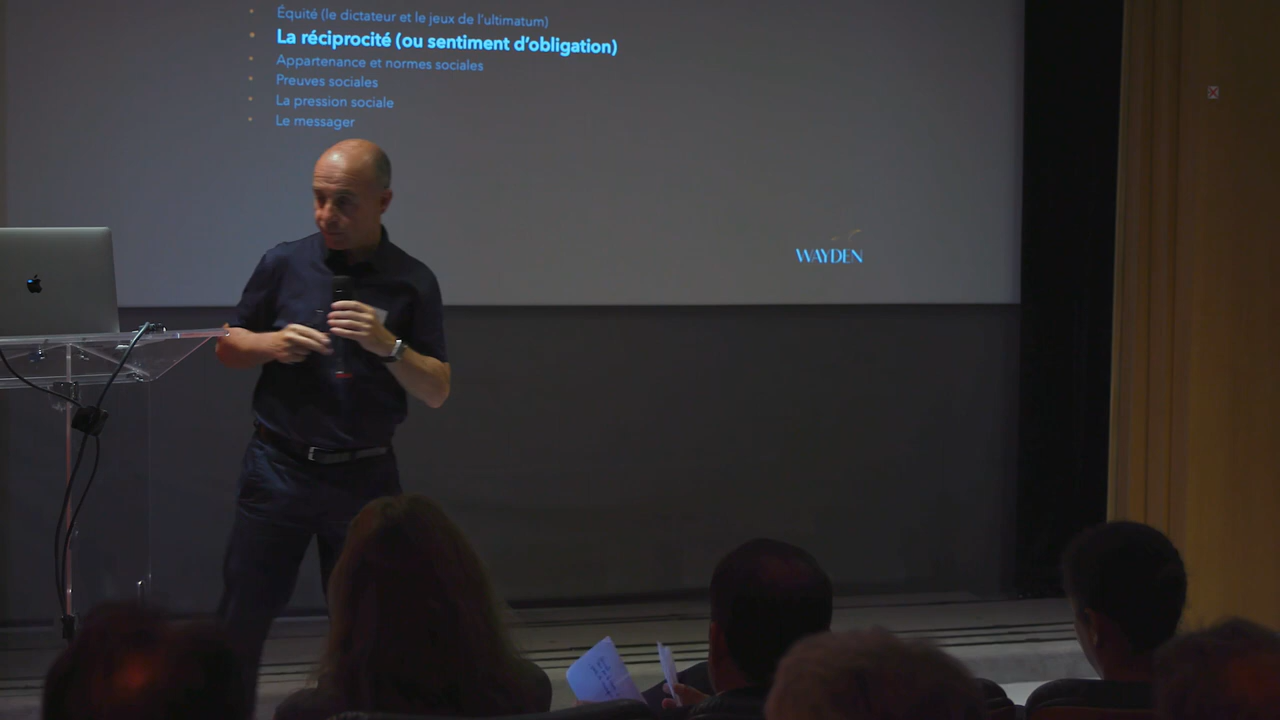 Équité (le dictateur et le jeux de l'ultimatum)
La réciprocité (ou sentiment d'obligation)
Appartenance et normes sociales
Preuves sociales
La pression sociale
Le messager
WAYDEN